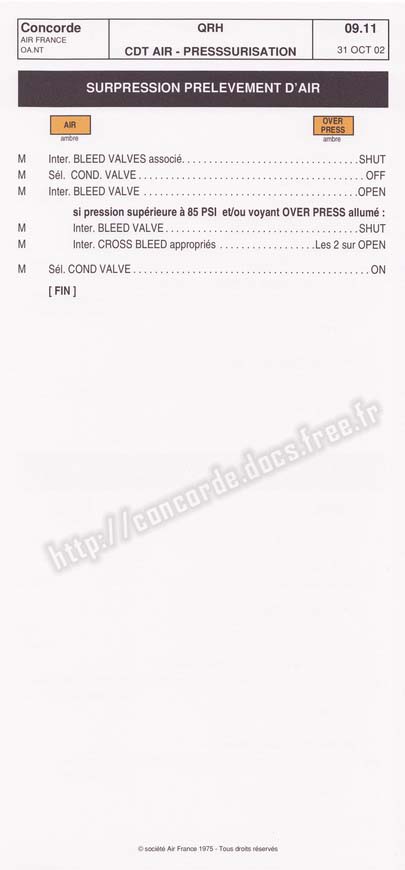 Concorde QRH 09.11
AIR FRANCE
OA.NT CDT AIR - PRESSSURISATION 31 OCT 02
SURPRESSION PRELEVEMENT D'AIR
AIR OVER
PRESS
ambre ambre
M Inter. BLEED VALVES associé. . . . . . . . . . . . . . . . . . . . . . . . . . . . . . SHUT
M Sél. COND. VALVE . . . . . . . . . . . . . . . . . . . . . . . . . . . . . . . . . . . . . . . OFF
M Inter. BLEED VALVE . . . . . . . . . . . . . . . . . . . . . . . . . . . . . . . . . . . . . OPEN
si pression supérieure à 85 PSI et/ou voyant OVER PRESS allumé :
M Inter. BLEED VALVE . . . . . . . . . . . . . . . . . . . . . . . . . . . . . . . . . SHUT
M Inter. CROSS BLEED appropriés . . . . . . . . . . . . . . . . . Les 2 sur OPEN
M Sél. COND VALVE . . . . . . . . . . . . . . . . . . . . . . . . . . . . . . . . . . . . . . . . . ON
[ FIN ]
http://concorde.docs.free.fr
© société Air France 1975 - Tous droits réservés